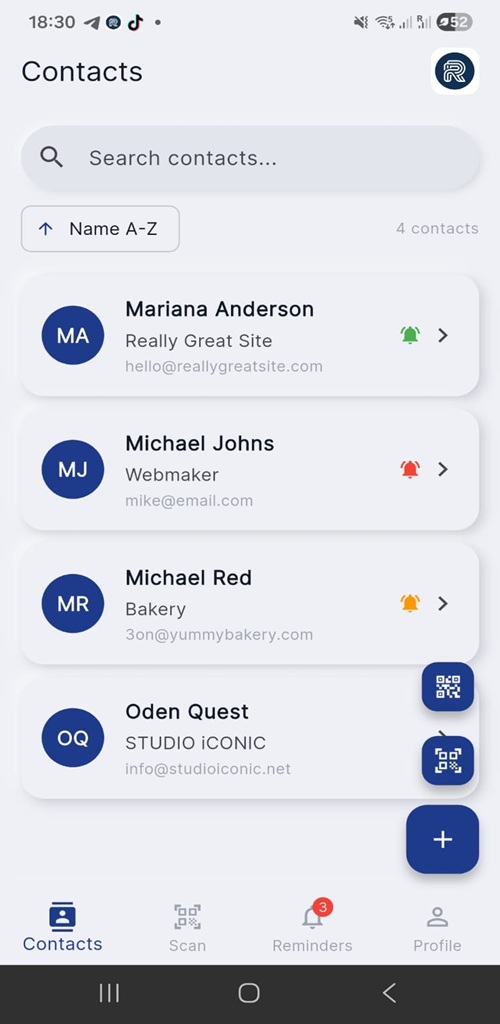 18:30
52
Contacts
Search contacts...
Name A-Z
4 contacts
MA
Mariana Anderson
Really Great Site
hello@reallygreatsite.com
MJ
Michael Johns
Webmaker
mike@email.com
MR
Michael Red
Bakery
3on@yummybakery.com
OQ
Oden Quest
STUDIO iCONIC
info@studioiconic.net
+
3
Contacts
Scan
Reminders
Profile